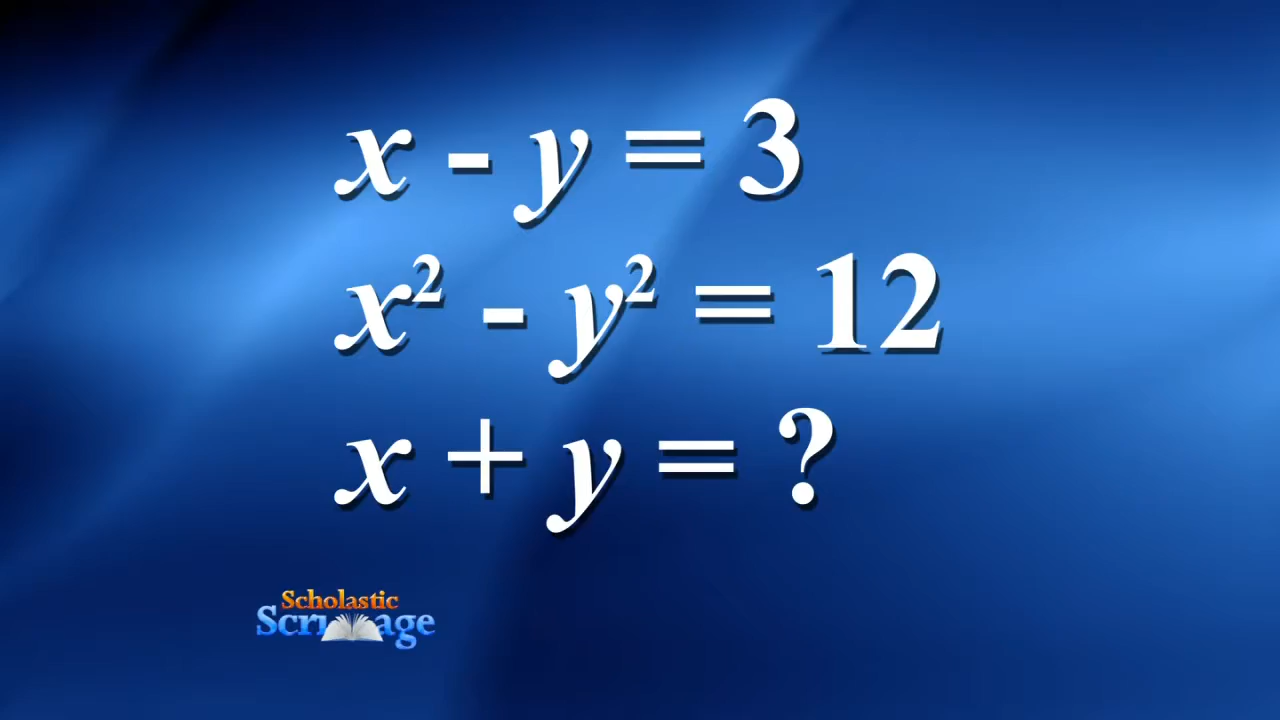 x - y = 3
x² - y² = 12
x + y = ?
Scholastic